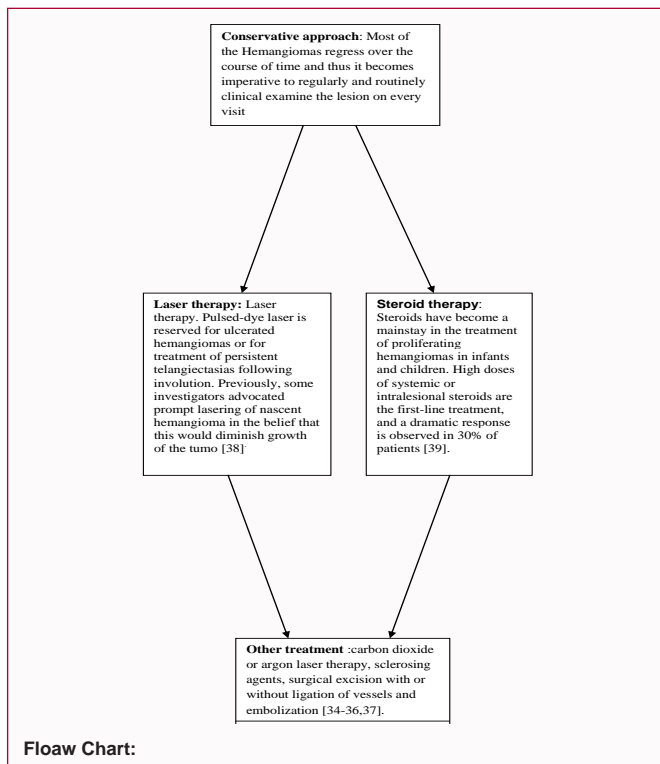 Conservative approach: Most of
the Hemangiomas regress over the
course of time and thus it becomes
imperative to regularly and routinely
clinical examine the lesion on every
visit
Laser therapy: Laser
therapy. Pulsed-dye laser is
reserved for ulcerated
hemangiomas or for
treatment of persistent
telangiectasias following
involution. Previously, some
investigators advocated
prompt lasering of nascent
hemangioma in the belief that
this would diminish growth
of the tumo [38].
Steroid therapy:
Steroids have become a
mainstay in the treatment
of proliferating
hemangiomas in infants
and children. High doses
of systemic or
intralesional steroids are
the first-line treatment,
and a dramatic response
is observed in 30% of
patients [39].
Other treatment :carbon dioxide
or argon laser therapy, sclerosing
agents, surgical excision with or
without ligation of vessels and
embolization [34-36,37].
Floaw Chart: